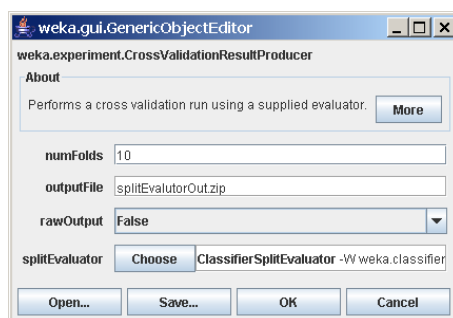 weka.gui.GenericObjectEditor
weka.experiment.CrossValidationResultProducer
About
Performs a cross validation run using a supplied evaluator. More
numFolds 10
outputFile splitEvalutorOut.zip
rawOutput False
splitEvaluator Choose ClassifierSplitEvaluator -W weka.classifier
Open... Save... OK Cancel